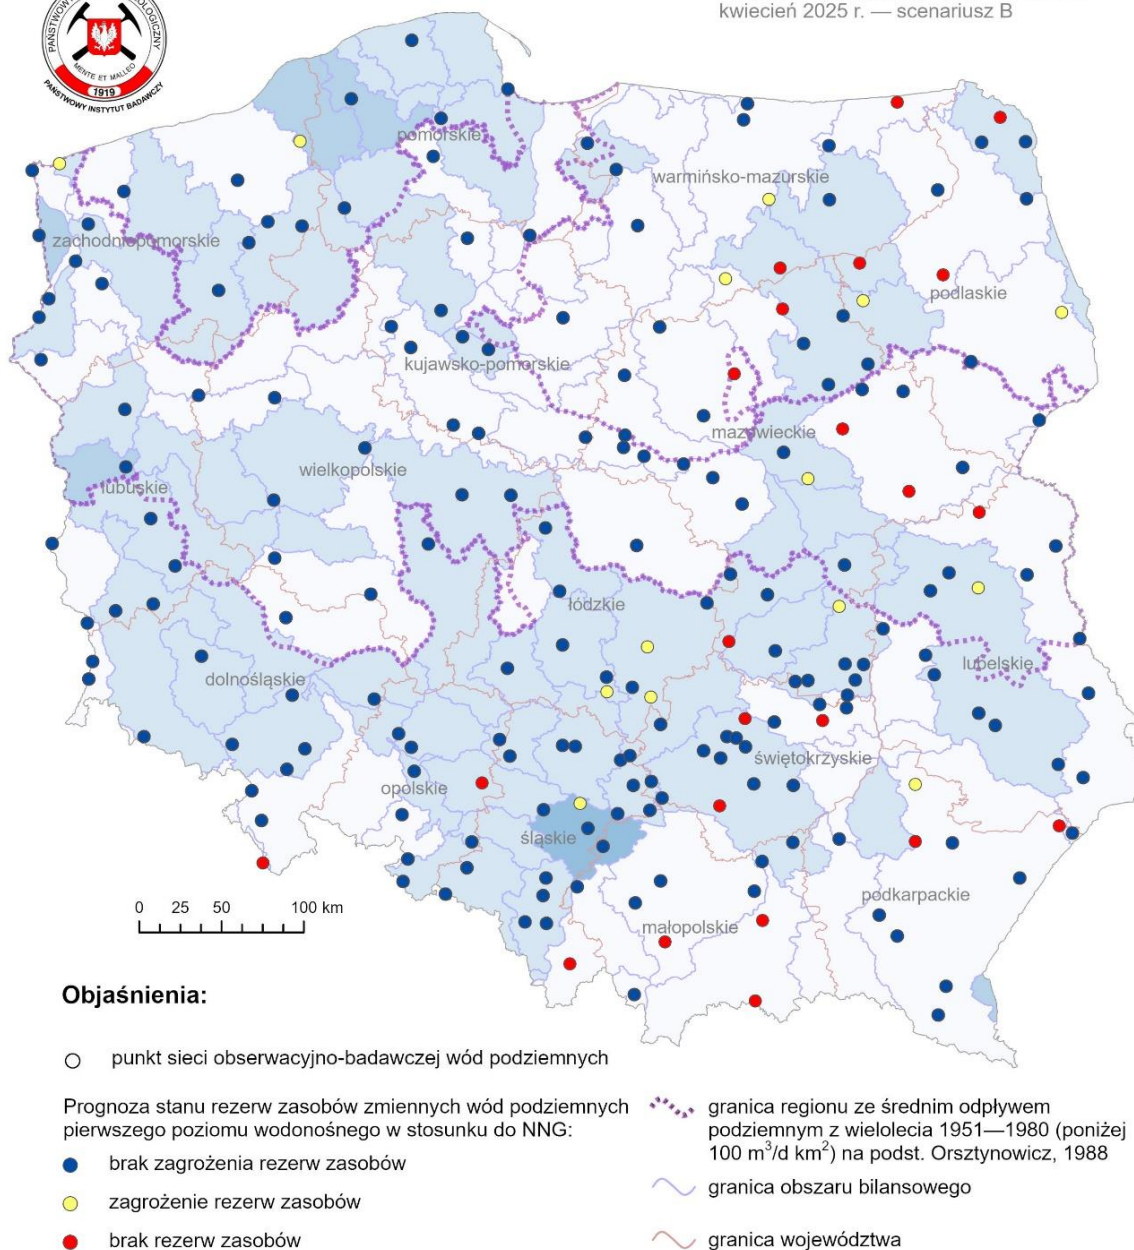 kwiecień 2025 r. — scenariusz B
MENTE ET MALLEO
1919
PAŃSTWOWY INSTYTUT BADAWCZY
pomorskie
warmińsko-mazurskie
zachodniopomorskie
podlaskie
kujawsko-pomorskie
mazowieckie
wielkopolskie
lubuskie
łódzkie
lubelskie
dolnośląskie
świętokrzyskie
opolskie
śląskie
podkarpackie
małopolskie
0 25 50 100 km
Objaśnienia:
punkt sieci obserwacyjno-badawczej wód podziemnych
Prognoza stanu rezerw zasobów zmiennych wód podziemnych
pierwszego poziomu wodonośnego w stosunku do NNG:
brak zagrożenia rezerw zasobów
zagrożenie rezerw zasobów
brak rezerw zasobów
granica regionu ze średnim odpływem
podziemnym z wielolecia 1951—1980 (poniżej
100 m³/d km²) na podst. Orsztynowicz, 1988
granica obszaru bilansowego
granica województwa